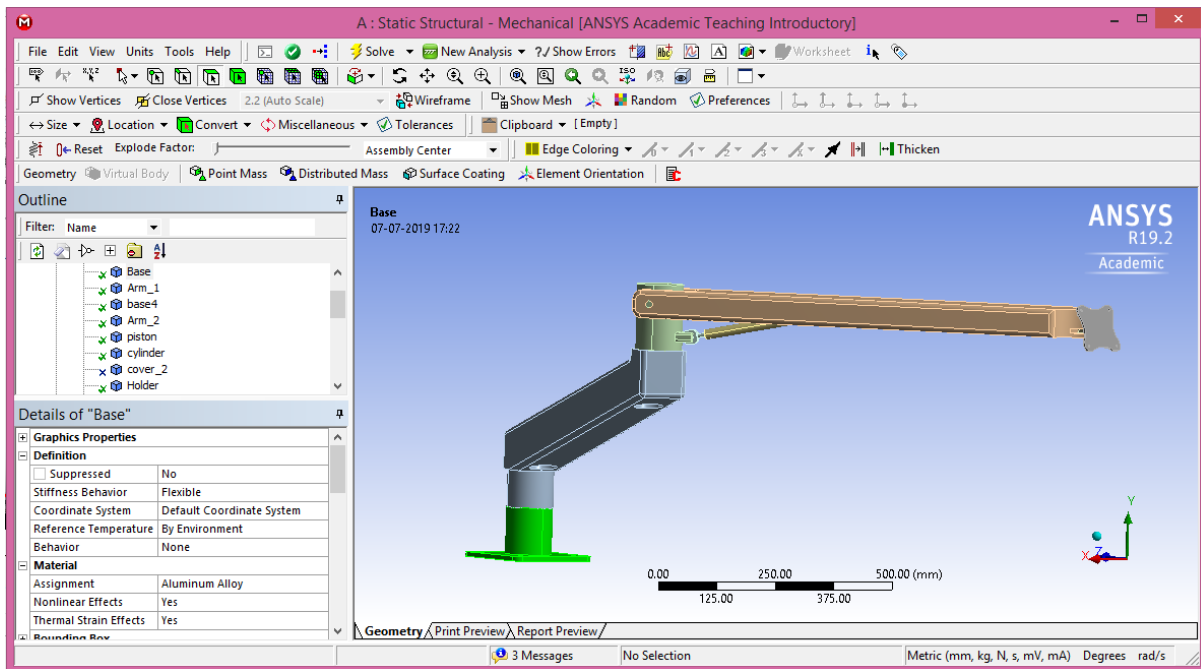 A : Static Structural - Mechanical [ANSYS Academic Teaching Introductory]
File Edit View Units Tools Help Solve New Analysis ?/ Show Errors Worksheet
Show Vertices Close Vertices 2.2 (Auto Scale) Wireframe Show Mesh Random Preferences
Size Location Convert Miscellaneous Tolerances Clipboard [Empty]
Reset Explode Factor: Assembly Center Edge Coloring Thicken
Geometry Virtual Body Point Mass Distributed Mass Surface Coating Element Orientation
Outline
Filter: Name
Base
Arm_1
base4
Arm_2
piston
cylinder
cover_2
Holder
Details of "Base"
Graphics Properties
Definition
Suppressed No
Stiffness Behavior Flexible
Coordinate System Default Coordinate System
Reference Temperature By Environment
Behavior None
Material
Assignment Aluminum Alloy
Nonlinear Effects Yes
Thermal Strain Effects Yes
Bounding Box
Base
07-07-2019 17:22
ANSYS
R19.2
Academic
Y
X Z
0.00 250.00 500.00 (mm)
125.00 375.00
Geometry Print Preview Report Preview
3 Messages No Selection Metric (mm, kg, N, s, mV, mA) Degrees rad/s